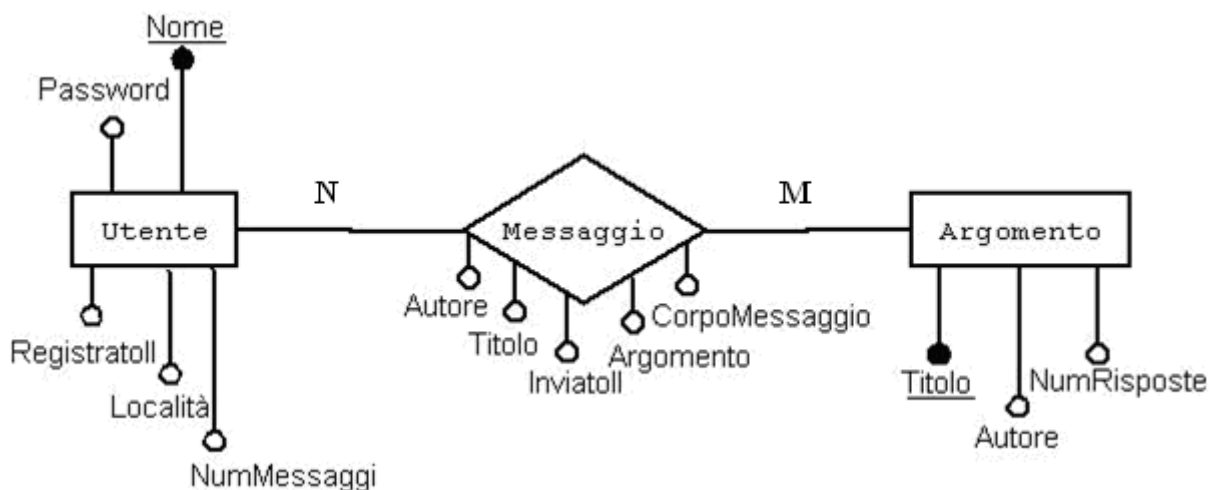 Nome
Password
N
M
Utente
Messaggio
Argomento
Autore
Titolo
InviatoIl
Argomento
CorpoMessaggio
RegistratoIl
Località
NumMessaggi
Titolo
Autore
NumRisposte